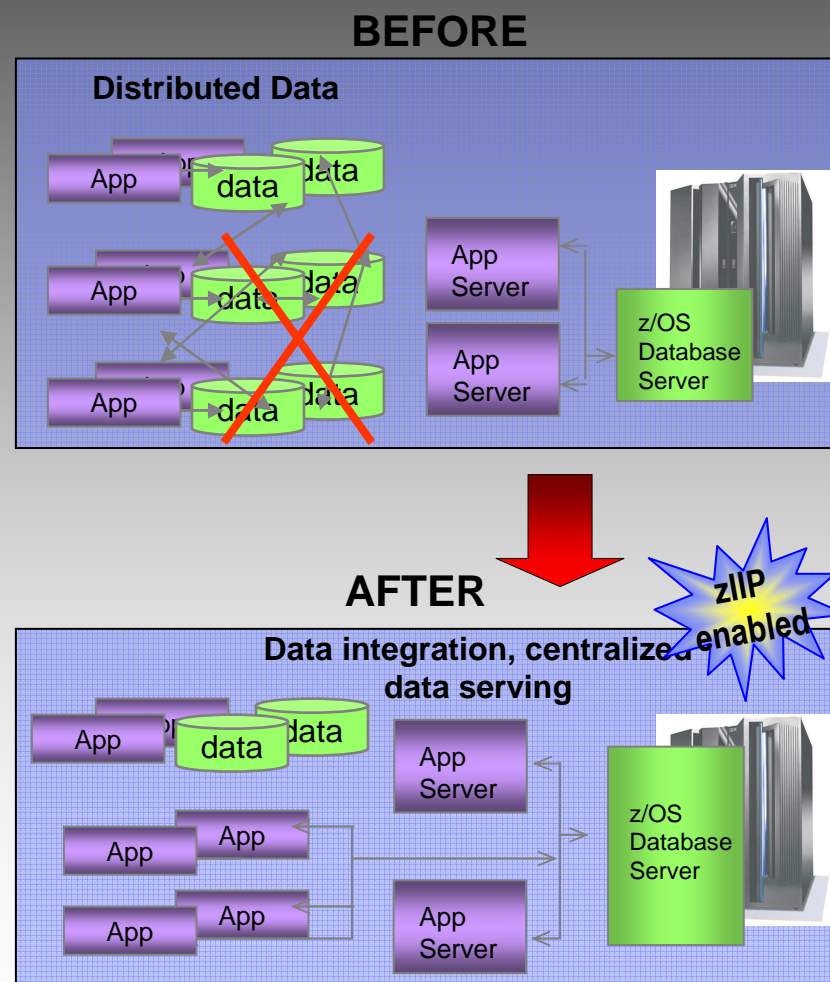 BEFORE
Distributed Data
App
data
data
App
data
data
App
data
data
App
Server
App
Server
z/OS
Database
Server
AFTER
zIIP
enabled
Data integration, centralized
data serving
App
data
data
App
Server
z/OS
Database
Server
App
App
App
App
App
Server